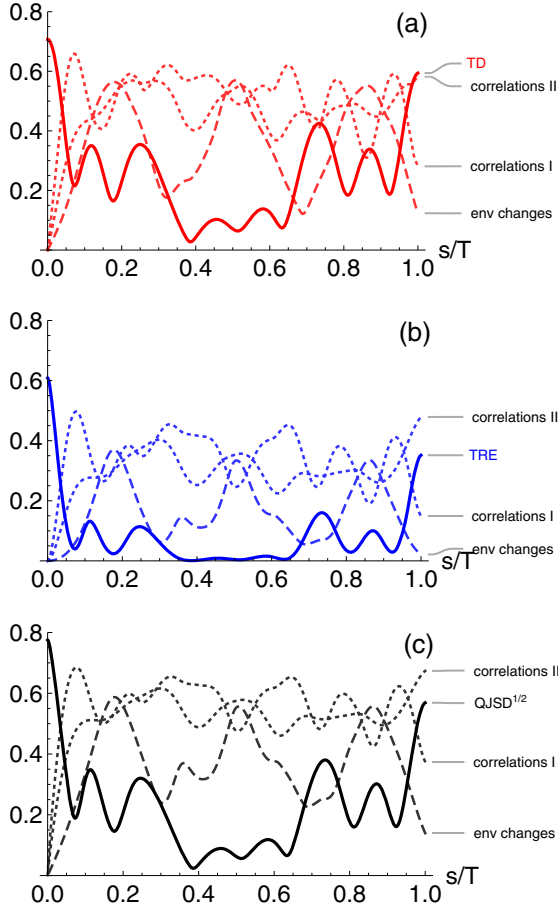 (a)
0.8
0.6
0.4
0.2
0.0 0.2 0.4 0.6 0.8 1.0
s/T
TD
correlations II
correlations I
env changes
(b)
0.8
0.6
0.4
0.2
0.0 0.2 0.4 0.6 0.8 1.0
s/T
correlations II
TRE
correlations I
env changes
(c)
0.8
0.6
0.4
0.2
0.0 0.2 0.4 0.6 0.8 1.0
s/T
correlations II
QJSD1/2
correlations I
env changes